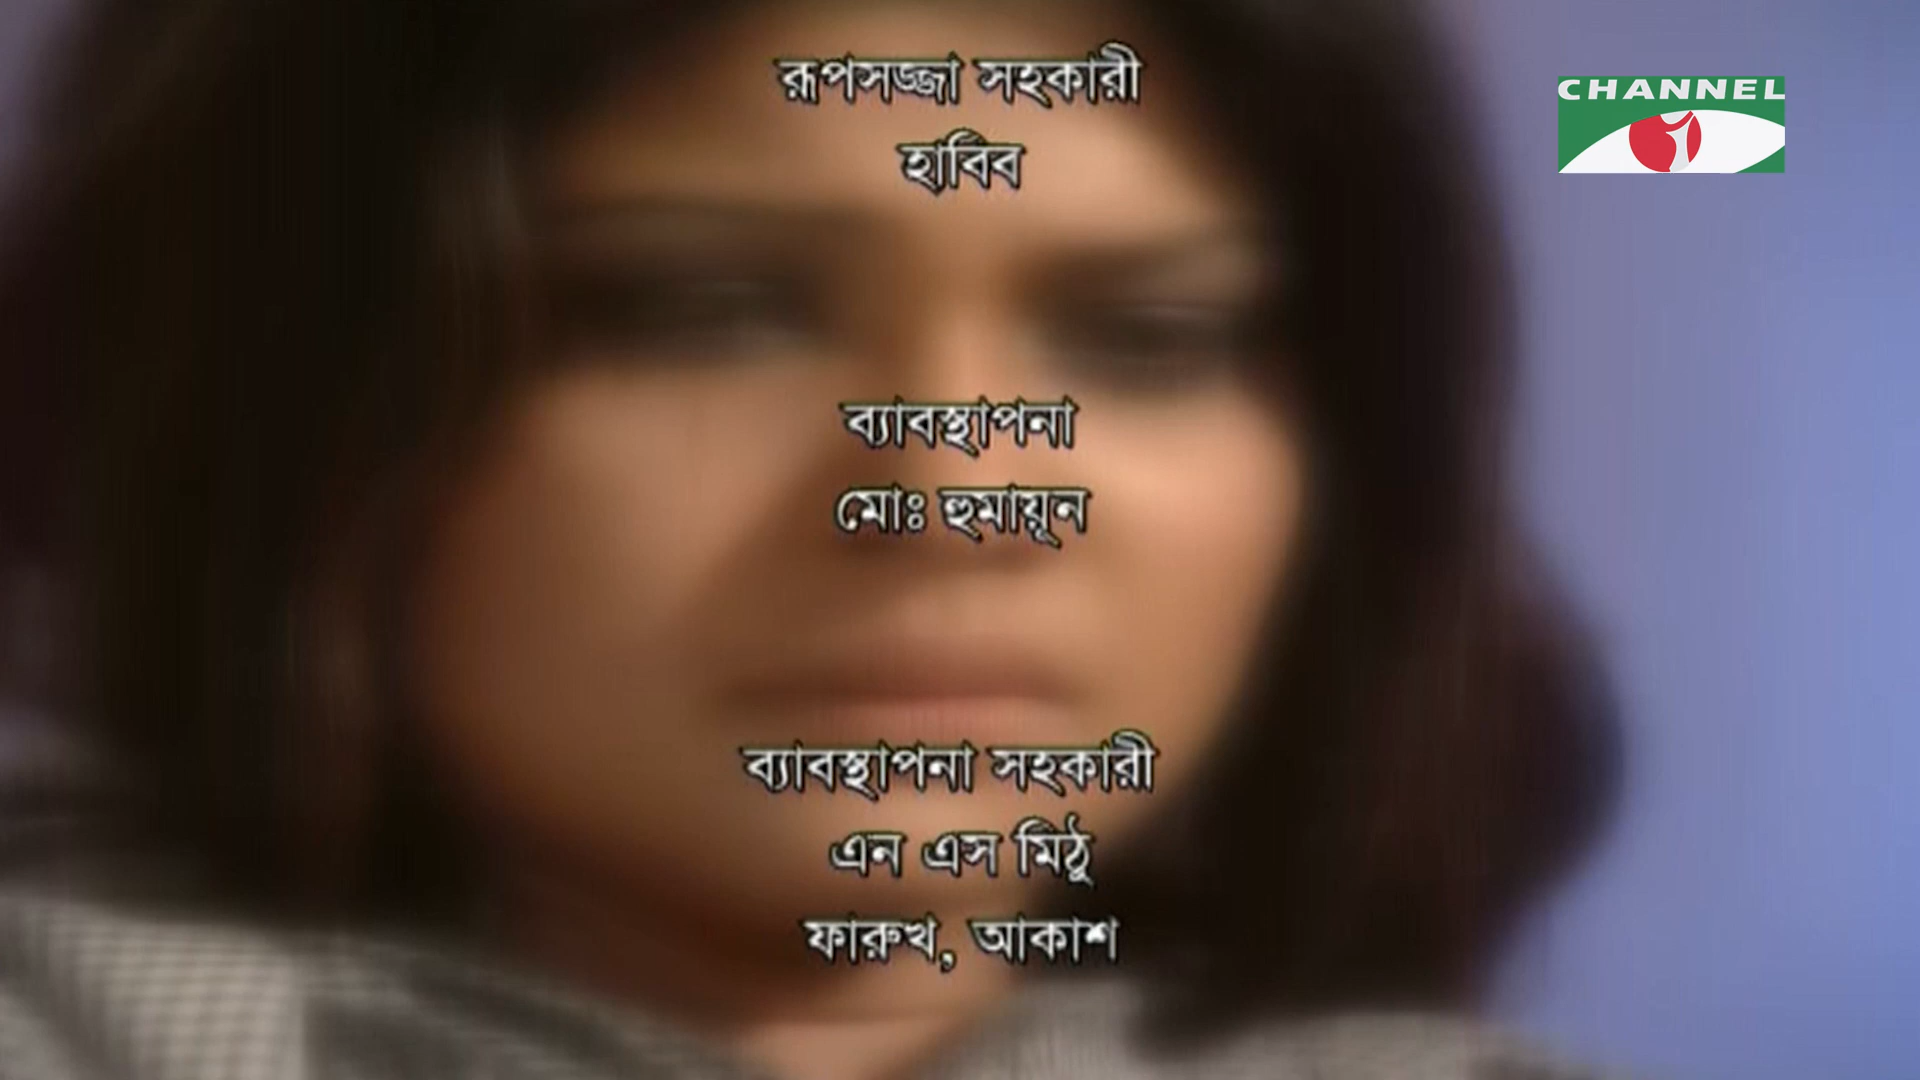 রূপসজ্জা সহকারী
CHANNEL
i
হাবিব
ব্যাবস্থাপনা
মোঃ হুমায়ূন
ব্যাবস্থাপনা সহকারী
এন এস মিঠু
ফারুখ, আকাশ